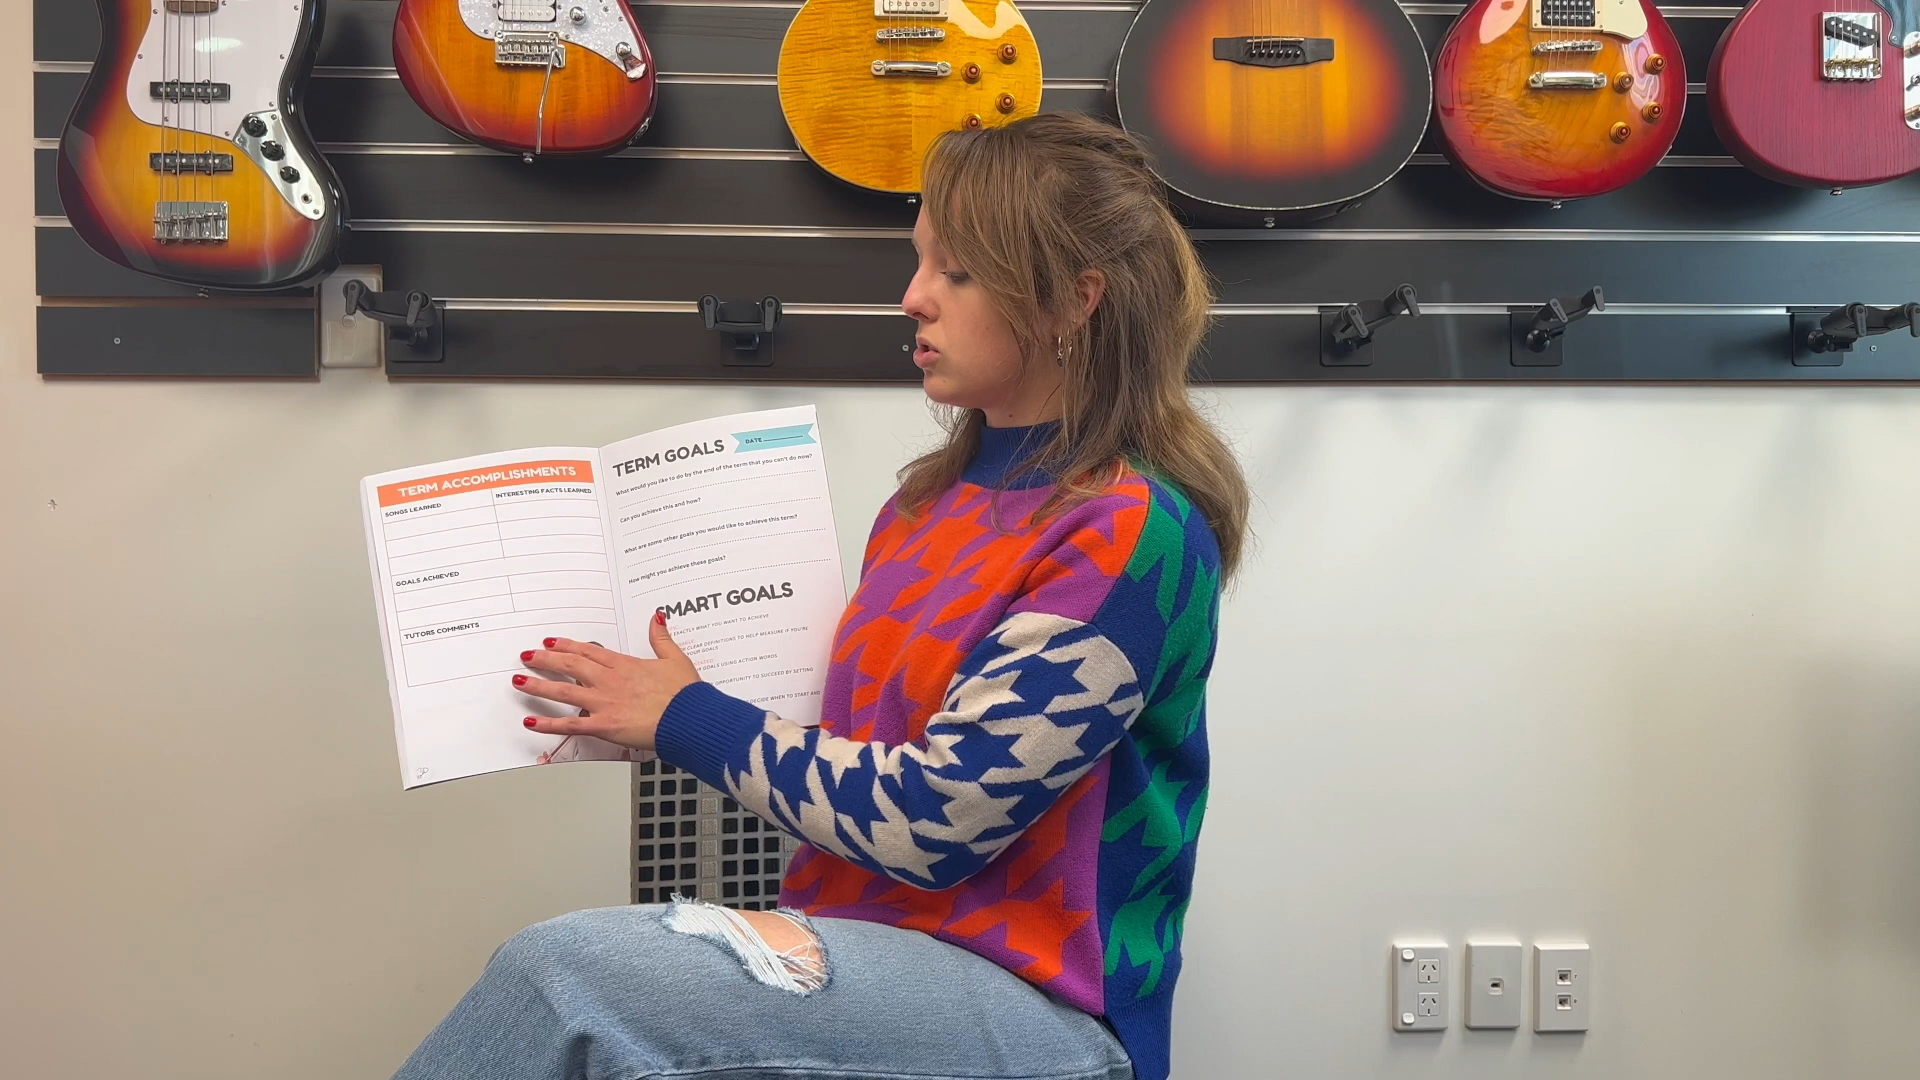 TERM ACCOMPLISHMENTS
SONGS LEARNED
INTERESTING FACTS LEARNED
GOALS ACHIEVED
TUTORS COMMENTS
TERM GOALS
DATE
What would you like to do by the end of the term that you can't do now?
Can you achieve this and how?
What are some other goals you would like to achieve this term?
How might you achieve these goals?
SMART GOALS
EXACTLY WHAT YOU WANT TO ACHIEVE
CLEAR DEFINITIONS TO HELP MEASURE IF YOU'RE
YOUR GOALS
GOALS USING ACTION WORDS
OPPORTUNITY TO SUCCEED BY SETTING
DECIDE WHEN TO START AND